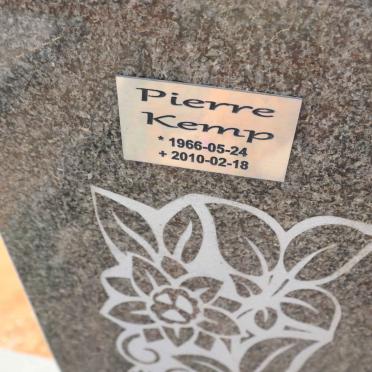 Pierre
Kemp
* 1966-05-24
+ 2010-02-18